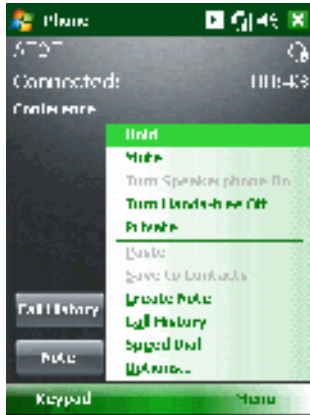 Phone
AT&T
Connected:
Conference
Hold
Mute
Turn Speakerphone On
Turn Hands-free Off
Private
Paste
Save to Contacts
Create Note
Call History
Speed Dial
Options...
Call History
Note
Keypad
Menu